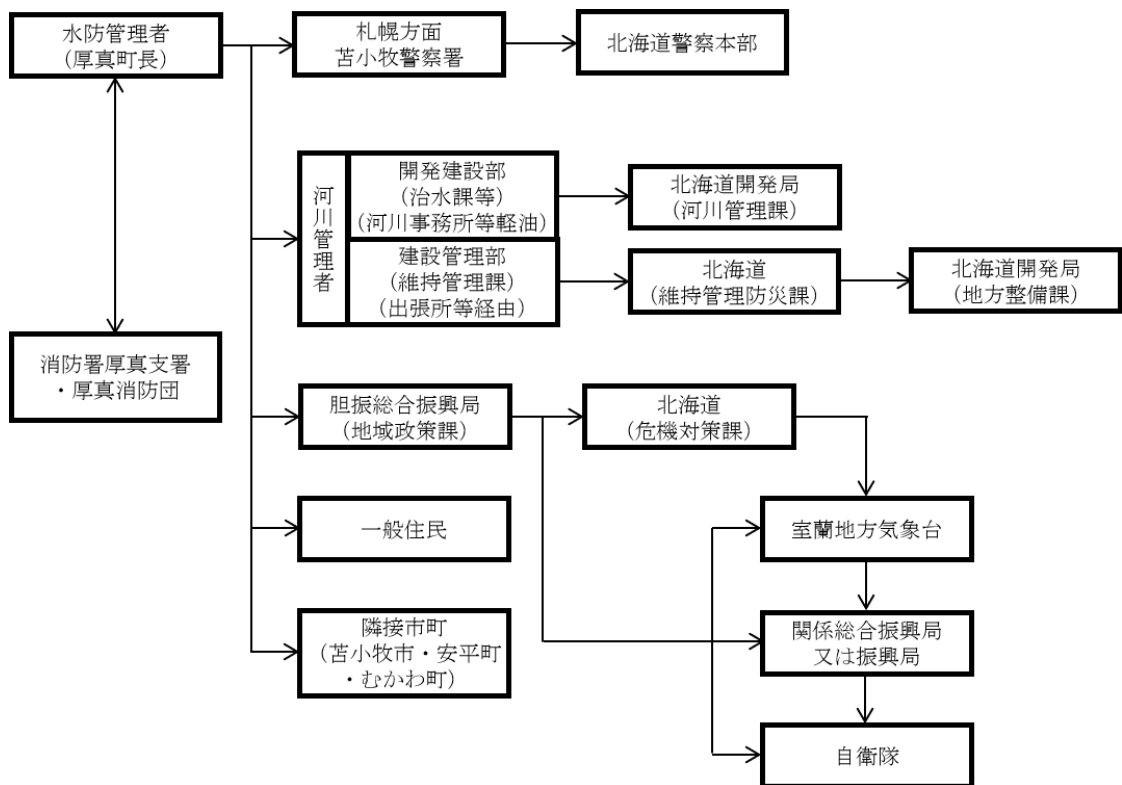 水防管理者
(厚真町長)
札幌方面
苫小牧警察署
北海道警察本部
河川管理者
開発建設部
(治水課等)
(河川事務所等軽油)
北海道開発局
(河川管理課)
建設管理部
(維持管理課)
(出張所等経由)
北海道
(維持管理防災課)
北海道開発局
(地方整備課)
消防署厚真支署
・厚真消防団
胆振総合振興局
(地域政策課)
北海道
(危機対策課)
一般住民
室蘭地方気象台
隣接市町
(苫小牧市・安平町
・むかわ町)
関係総合振興局
又は振興局
自衛隊